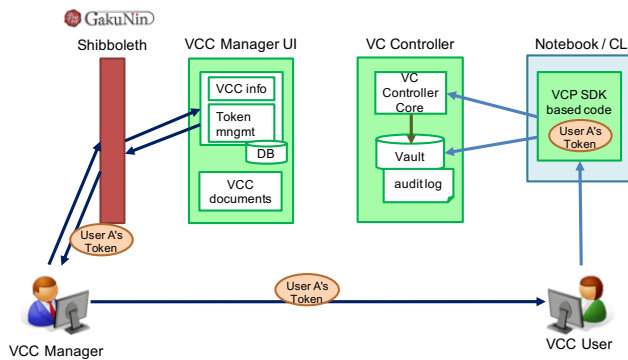 GakuNin
Shibboleth
VCC Manager UI
VC Controller
Notebook / CL
VCC info
Token
mngmt
DB
VCC
documents
VC
Controller
Core
Vault
audit log
VCP SDK
based code
User A's
Token
User A's
Token
User A's
Token
VCC Manager
VCC User